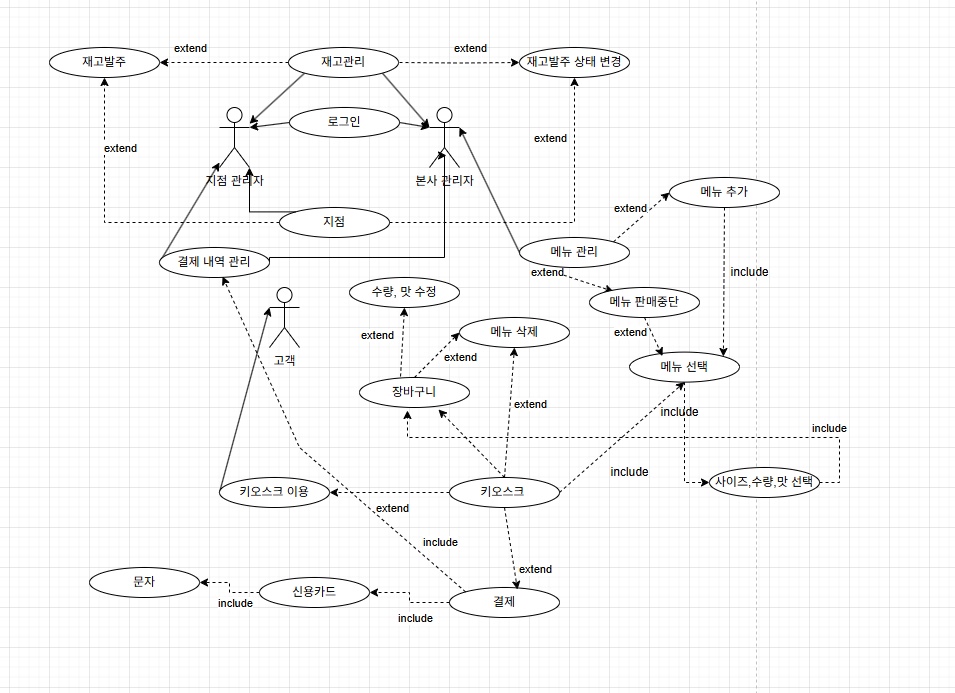 extend
extend
재고발주
재고관리
재고발주 상태 변경
로그인
extend
extend
지점 관리자
본사 관리자
메뉴 추가
extend
지점
메뉴 관리
결제 내역 관리
extend
include
수량, 맛 수정
메뉴 판매중단
extend
메뉴 삭제
extend
고객
extend
메뉴 선택
장바구니
extend
include
include
include
키오스크 이용
키오스크
사이즈,수량,맛 선택
extend
include
extend
문자
신용카드
include
결제
include